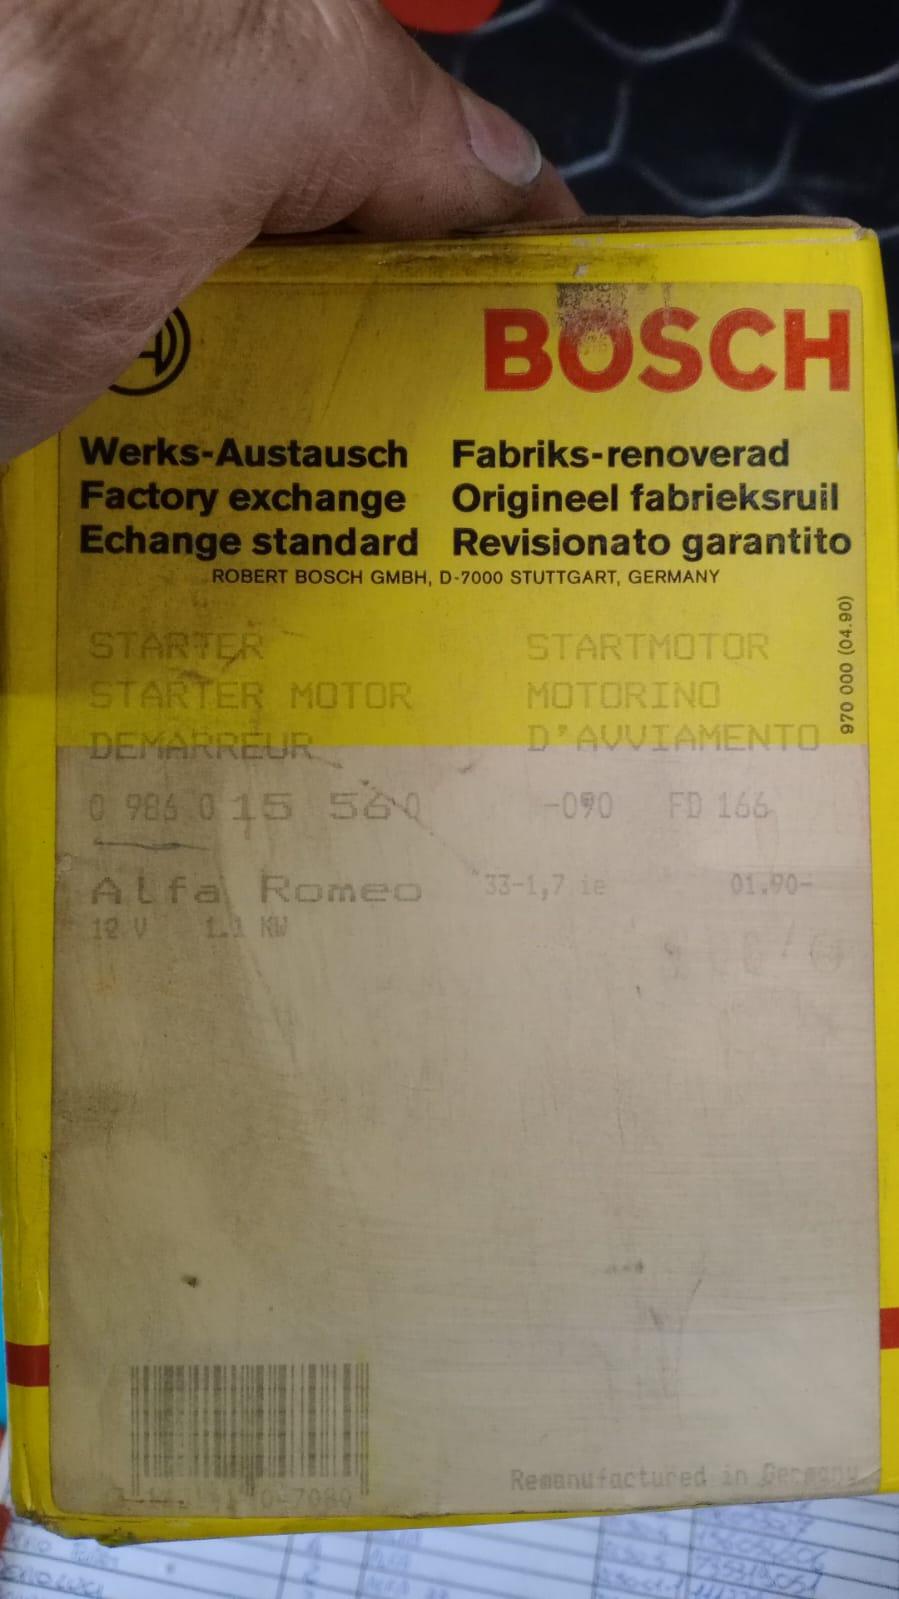 BOSCH
Werks-Austausch Fabriks-renoverad
Factory exchange Origineel fabrieksruil
Echange standard Revisionato garantito
ROBERT BOSCH GMBH, D-7000 STUTTGART, GERMANY
970 000 (04.90)
STARTER STARTMOTOR
STARTER MOTOR MOTORINO
DEMARREUR D'AVVIAMENTO
0 986 015 560 -090 FD 166
Alfa Romeo 33-1,7 ie 01.90-
12 V 1.1 KW
Remanufactured in Germany